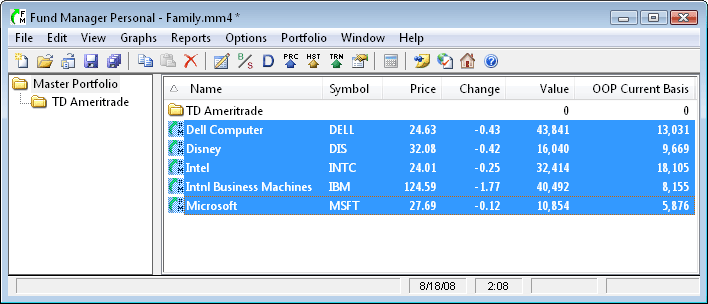 Fund Manager Personal - Family.mm4 *
File Edit View Graphs Reports Options Portfolio Window Help
B/S D PRC HST TRN
Master Portfolio
TD Ameritrade
Name Symbol Price Change Value OOP Current Basis
TD Ameritrade 0 0
Dell Computer DELL 24.63 -0.43 43,841 13,031
Disney DIS 32.08 -0.42 16,040 9,669
Intel INTC 24.01 -0.25 32,414 18,105
Intnl Business Machines IBM 124.59 -1.77 40,492 8,155
Microsoft MSFT 27.69 -0.12 10,854 5,876
8/18/08 2:08